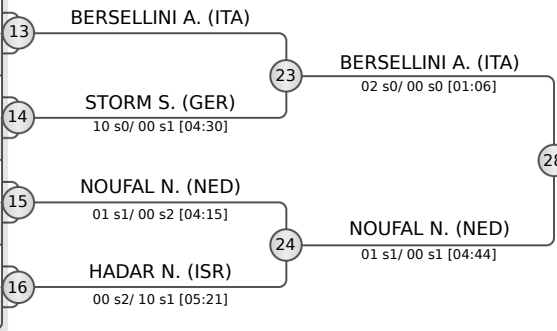 13
BERSELLINI A. (ITA)
23
BERSELLINI A. (ITA)
02 s0/ 00 s0 [01:06]
14
STORM S. (GER)
10 s0/ 00 s1 [04:30]
28
15
NOUFAL N. (NED)
01 s1/ 00 s2 [04:15]
24
NOUFAL N. (NED)
01 s1/ 00 s1 [04:44]
16
HADAR N. (ISR)
00 s2/ 10 s1 [05:21]